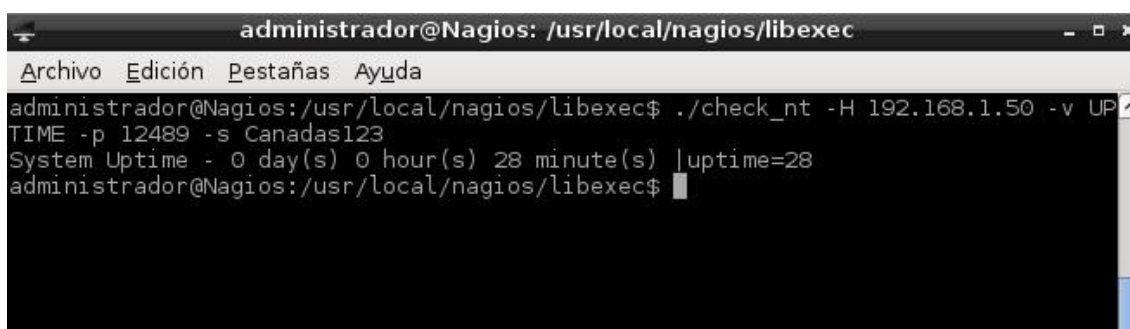 administrador@Nagios: /usr/local/nagios/libexec
Archivo Edición Pestañas Ayuda
administrador@Nagios:/usr/local/nagios/libexec$ ./check_nt -H 192.168.1.50 -v UP
TIME -p 12489 -s Canadas123
System Uptime - 0 day(s) 0 hour(s) 28 minute(s) |uptime=28
administrador@Nagios:/usr/local/nagios/libexec$